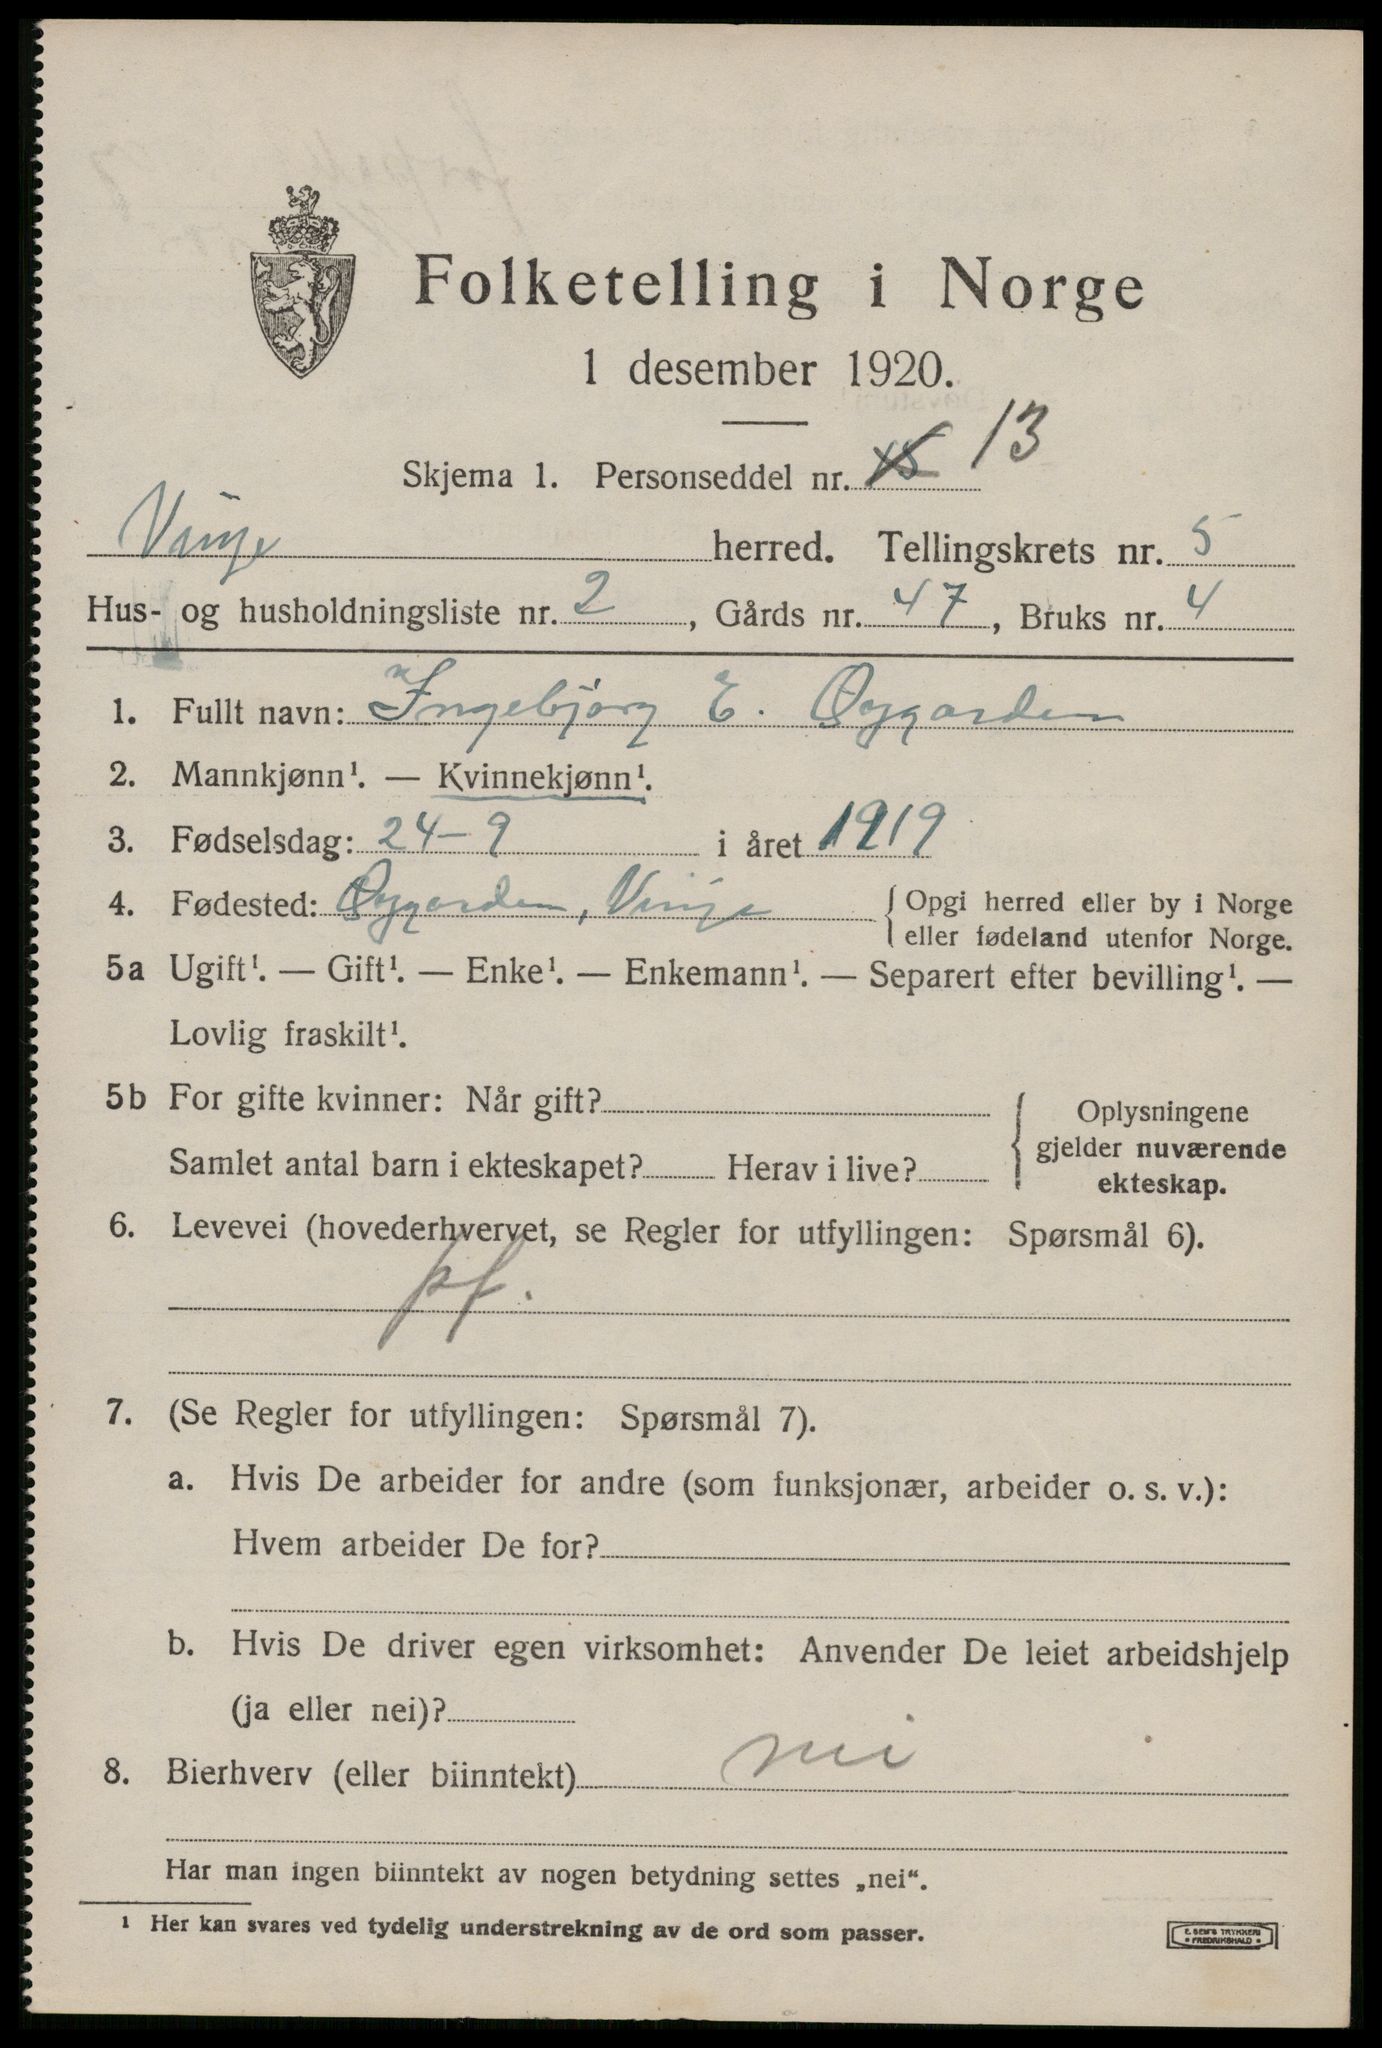 Folketelling i Norge
1 desember 1920.
Skjema 1. Personseddel nr. 15 13
Vinje herred. Tellingskrets nr. 5
Hus- og husholdningsliste nr. 2, Gårds nr. 47, Bruks nr. 4
1. Fullt navn: Ingebjørg E. Øygarden
2. Mannkjønn¹. — Kvinnekjønn¹.
3. Fødselsdag: 24-9 i året 1919
4. Fødested: Øygarden, Vinje { Opgi herred eller by i Norge
eller fødeland utenfor Norge.
5a Ugift¹. — Gift¹. — Enke¹. — Enkemann¹. — Separert efter bevilling¹. —
Lovlig fraskilt¹.
5b For gifte kvinner: Når gift?
Samlet antal barn i ekteskapet? Herav i live?
{ Oplysningene
gjelder nuværende
ekteskap.
6. Levevei (hovederhvervet, se Regler for utfyllingen: Spørsmål 6).
pf.
7. (Se Regler for utfyllingen: Spørsmål 7).
a. Hvis De arbeider for andre (som funksjonær, arbeider o. s. v.):
Hvem arbeider De for?
b. Hvis De driver egen virksomhet: Anvender De leiet arbeidshjelp
(ja eller nei)?
8. Bierhverv (eller biinntekt) nei
Har man ingen biinntekt av nogen betydning settes „nei“.
¹ Her kan svares ved tydelig understrekning av de ord som passer.
E. SEM'S TRYKKERI
FREDRIKSHALD